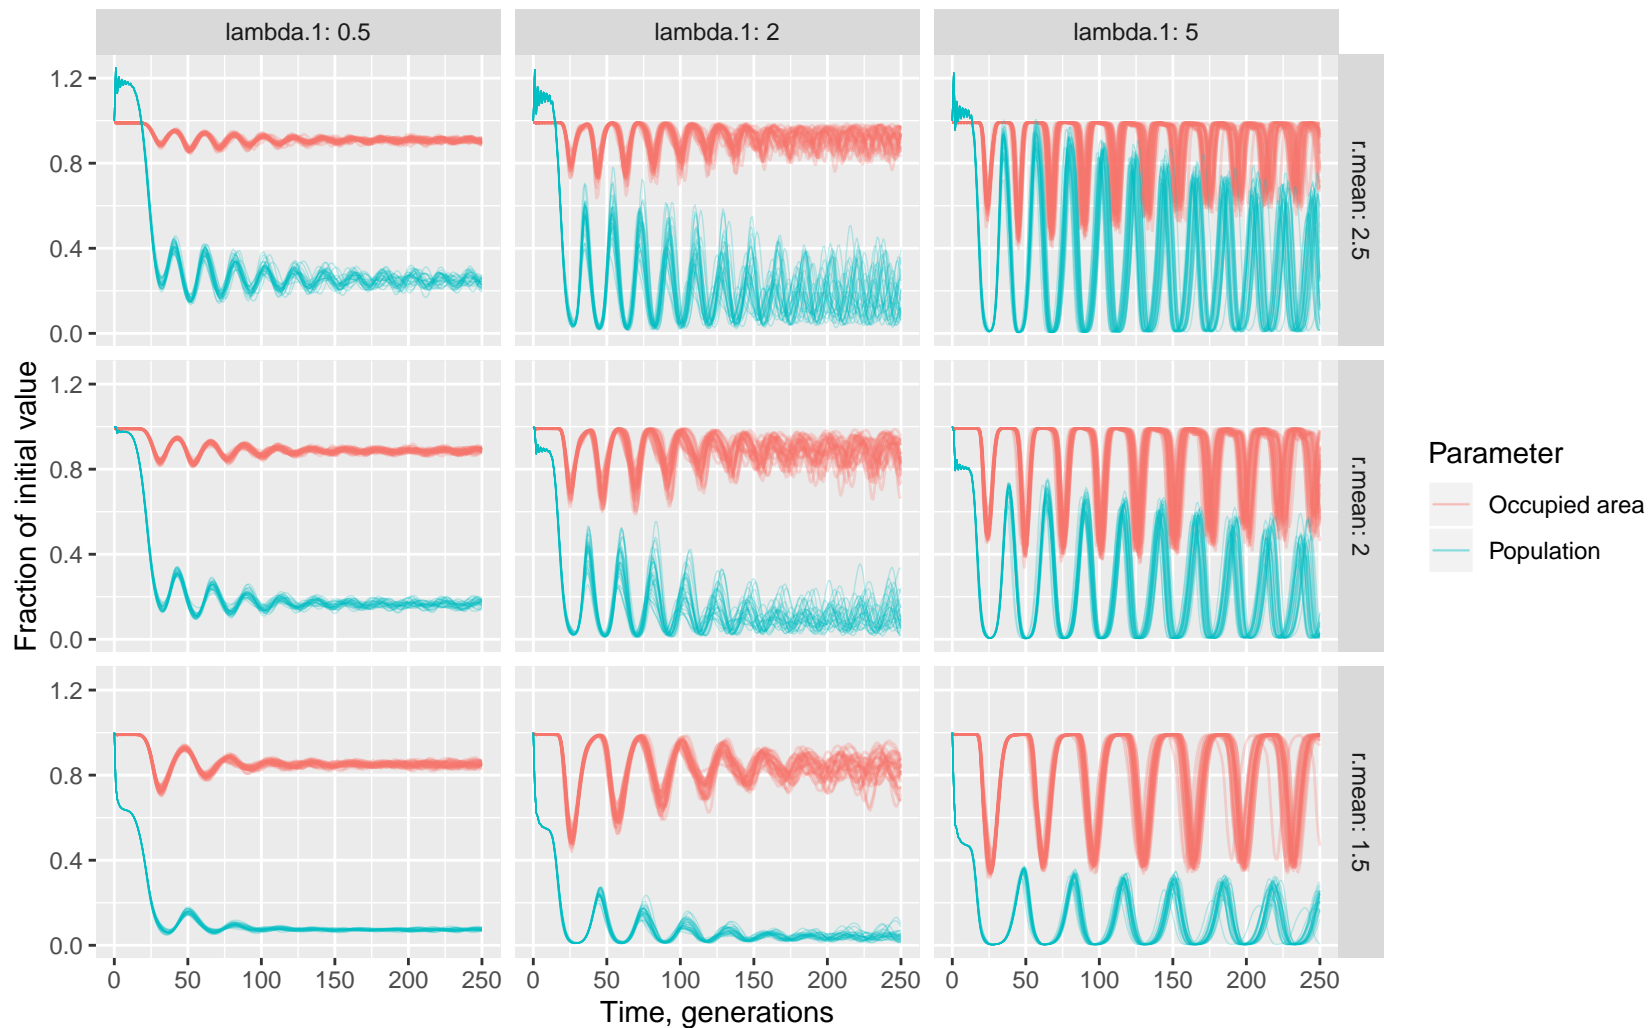 lambda.1: 0.5
lambda.1: 2
lambda.1: 5
Fraction of initial value
1.2
0.8
0.4
0.0
r.mean: 2.5
1.2
0.8
0.4
0.0
r.mean: 2
1.2
0.8
0.4
0.0
r.mean: 1.5
0 50 100 150 200 250
0 50 100 150 200 250
0 50 100 150 200 250
Time, generations
Parameter
Occupied area
Population